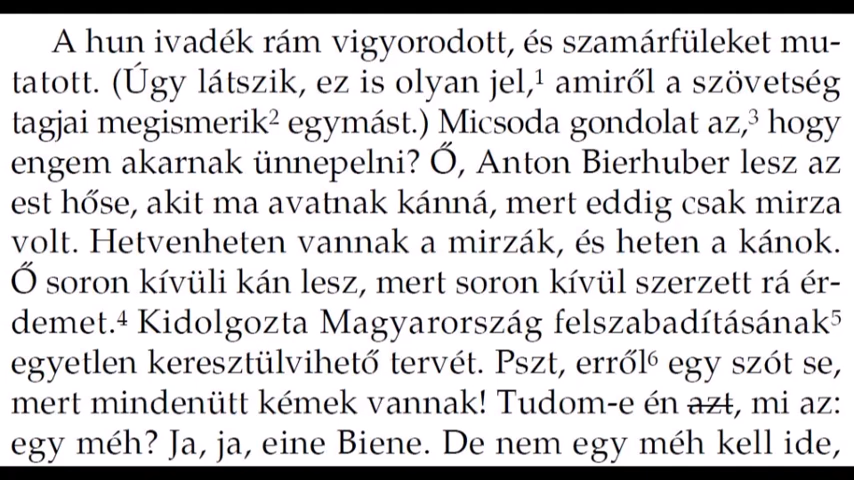 A hun ivadék rám vigyorodott, és szamárfüleket mu-
tatott. (Úgy látszik, ez is olyan jel,¹ amiről a szövetség
tagjai megismerik² egymást.) Micsoda gondolat az,³ hogy
engem akarnak ünnepelni? Ő, Anton Bierhuber lesz az
est hőse, akit ma avatnak kánná, mert eddig csak mirza
volt. Hetvenheten vannak a mirzák, és heten a kánok.
Ő soron kívüli kán lesz, mert soron kívül szerzett rá ér-
demet.⁴ Kidolgozta Magyarország felszabadításának⁵
egyetlen keresztülvihető tervét. Pszt, erről⁶ egy szót se,
mert mindenütt kémek vannak! Tudom-e én azt, mi az:
egy méh? Ja, ja, eine Biene. De nem egy méh kell ide,